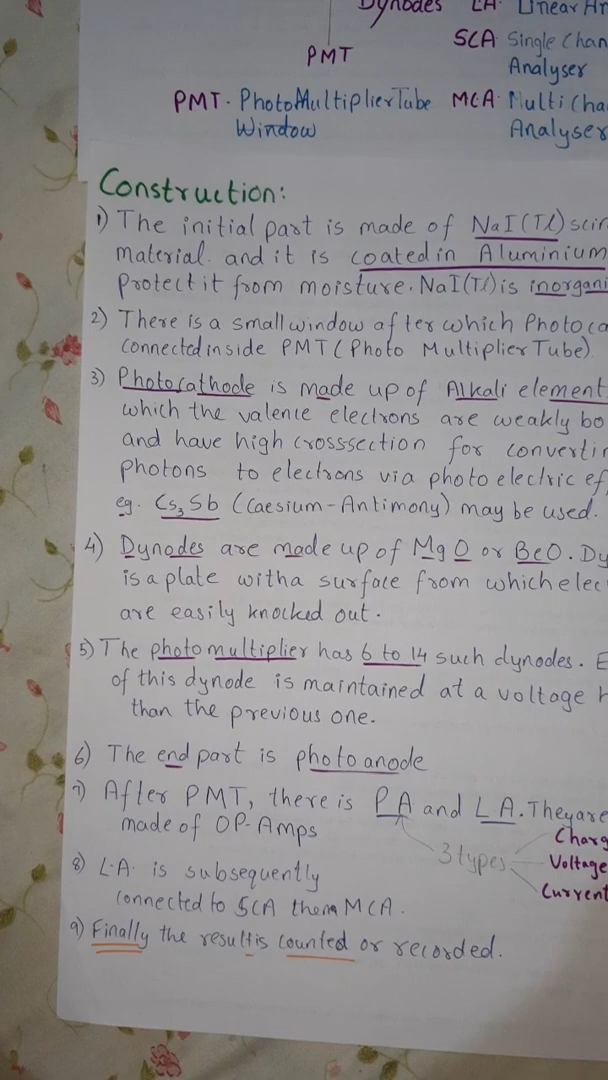 Dynodes LA. Linear
SCA. Single Chan
PMT
Analyser
PMT. PhotoMultiplierTube MCA. Multi Cha
Window Analyser
Construction:
1) The initial part is made of NaI(Tl) scin
material. and it is coated in Aluminium
protect it from moisture. NaI(Tl) is inorgani
2) There is a small window after which Photo ca
connected inside PMT (Photo Multiplier Tube)
3) Photocathode is made up of Alkali element
which the valence electrons are weakly bo
and have high crosssection for convertin
photons to electrons via photo electric ef
eg. Cs3Sb (Caesium-Antimony) may be used.
4) Dynodes are made up of MgO or BeO. Dy
is a plate with a surface from which elec
are easily knocked out.
5) The photo multiplier has 6 to 14 such dynodes. E
of this dynode is maintained at a voltage h
than the previous one.
6) The end part is photo anode
7) After PMT, there is PA and LA. They are
made of OP-Amps
Charg
3 types
Voltage
Current
8) L.A. is subsequently
connected to SCA then MCA.
9) Finally the result is counted or recorded.